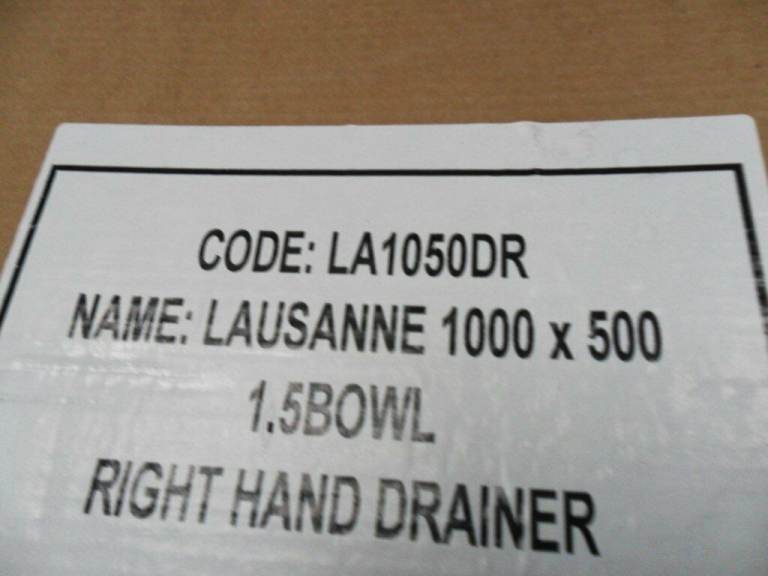 CODE: LA1050DR
NAME: LAUSANNE 1000 x 500
1.5BOWL
RIGHT HAND DRAINER